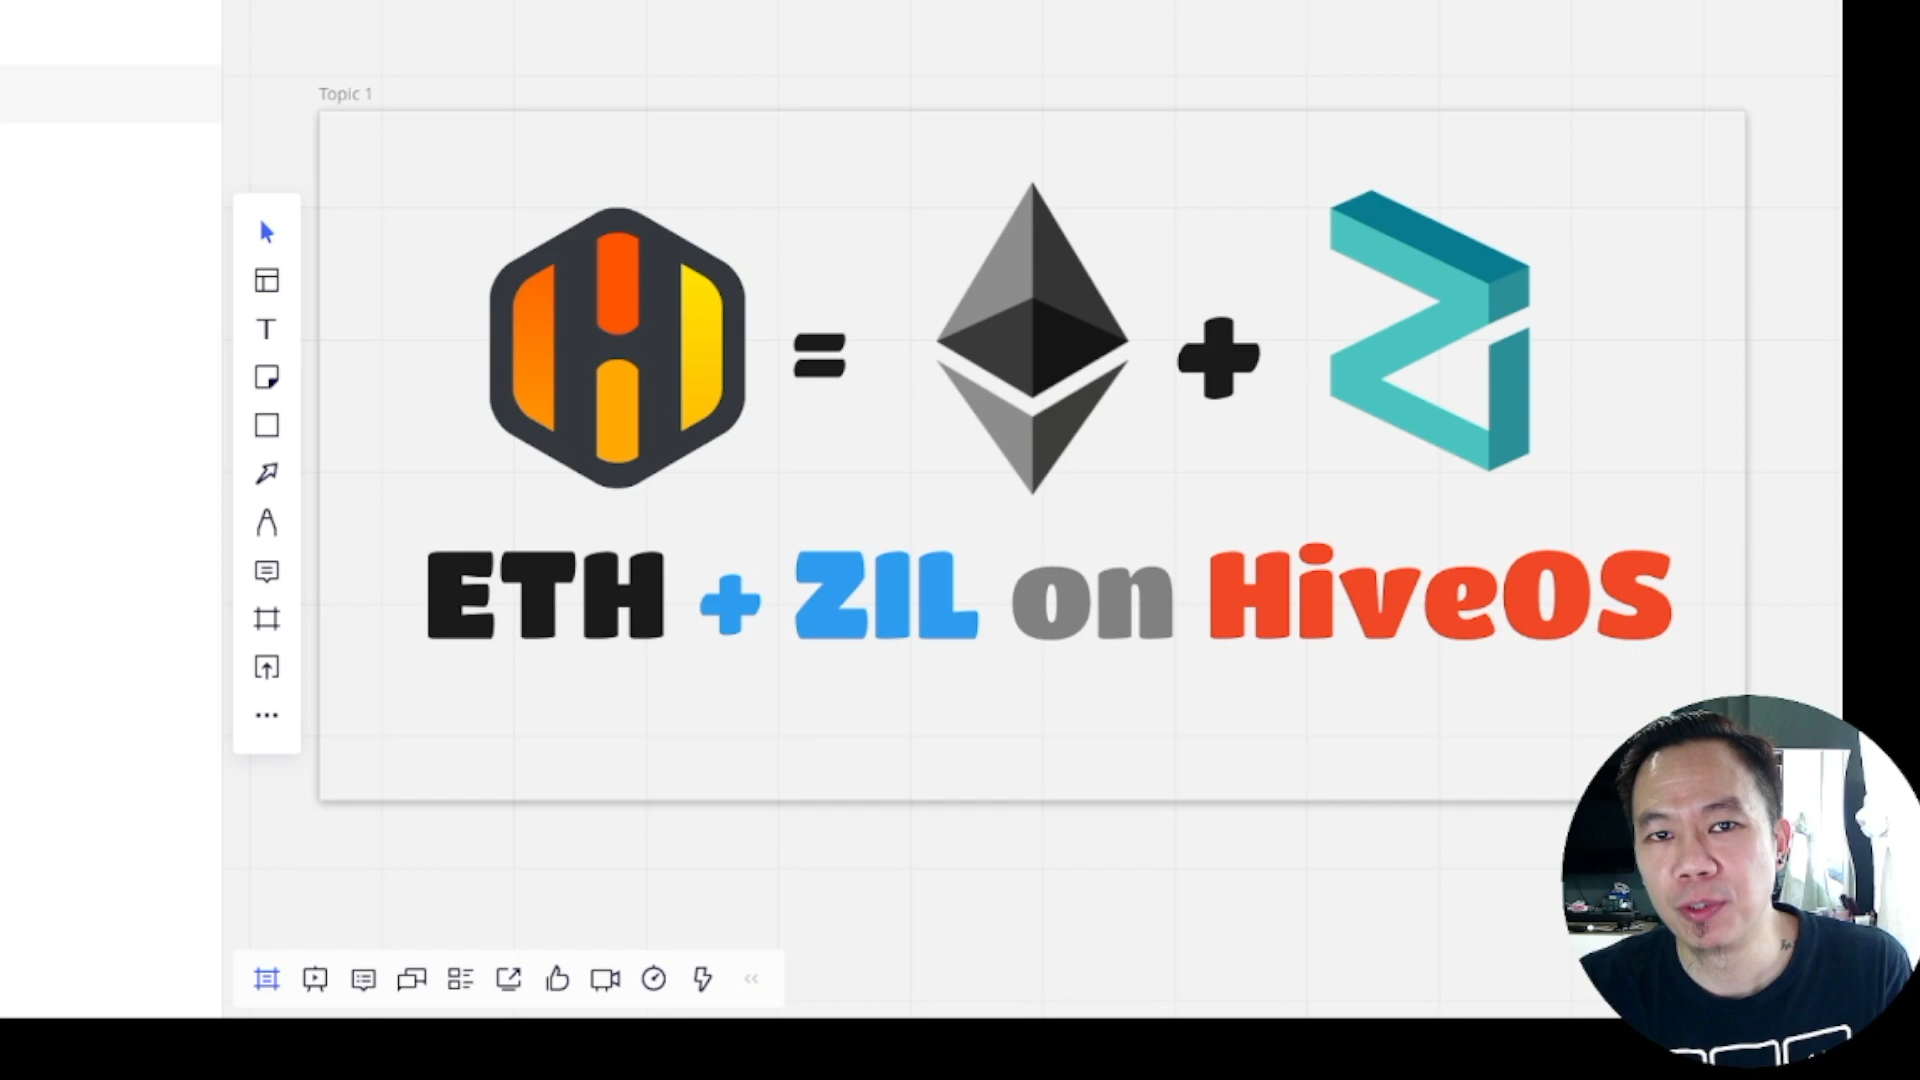 Topic 1
= +
ETH + ZIL on HiveOS